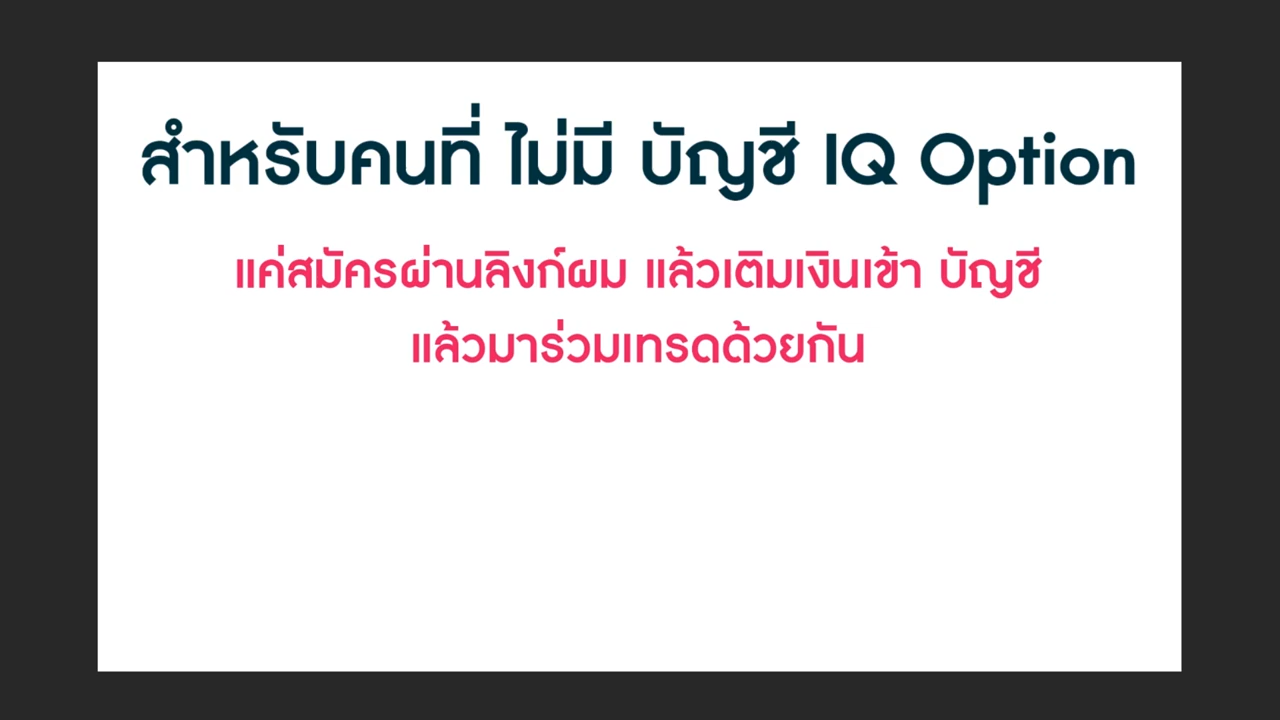 สำหรับคนที่ ไม่มี บัญชี IQ Option
แค่สมัครผ่านลิงก์ผม แล้วเติมเงินเข้า บัญชี
แล้วมาร่วมเทรดด้วยกัน